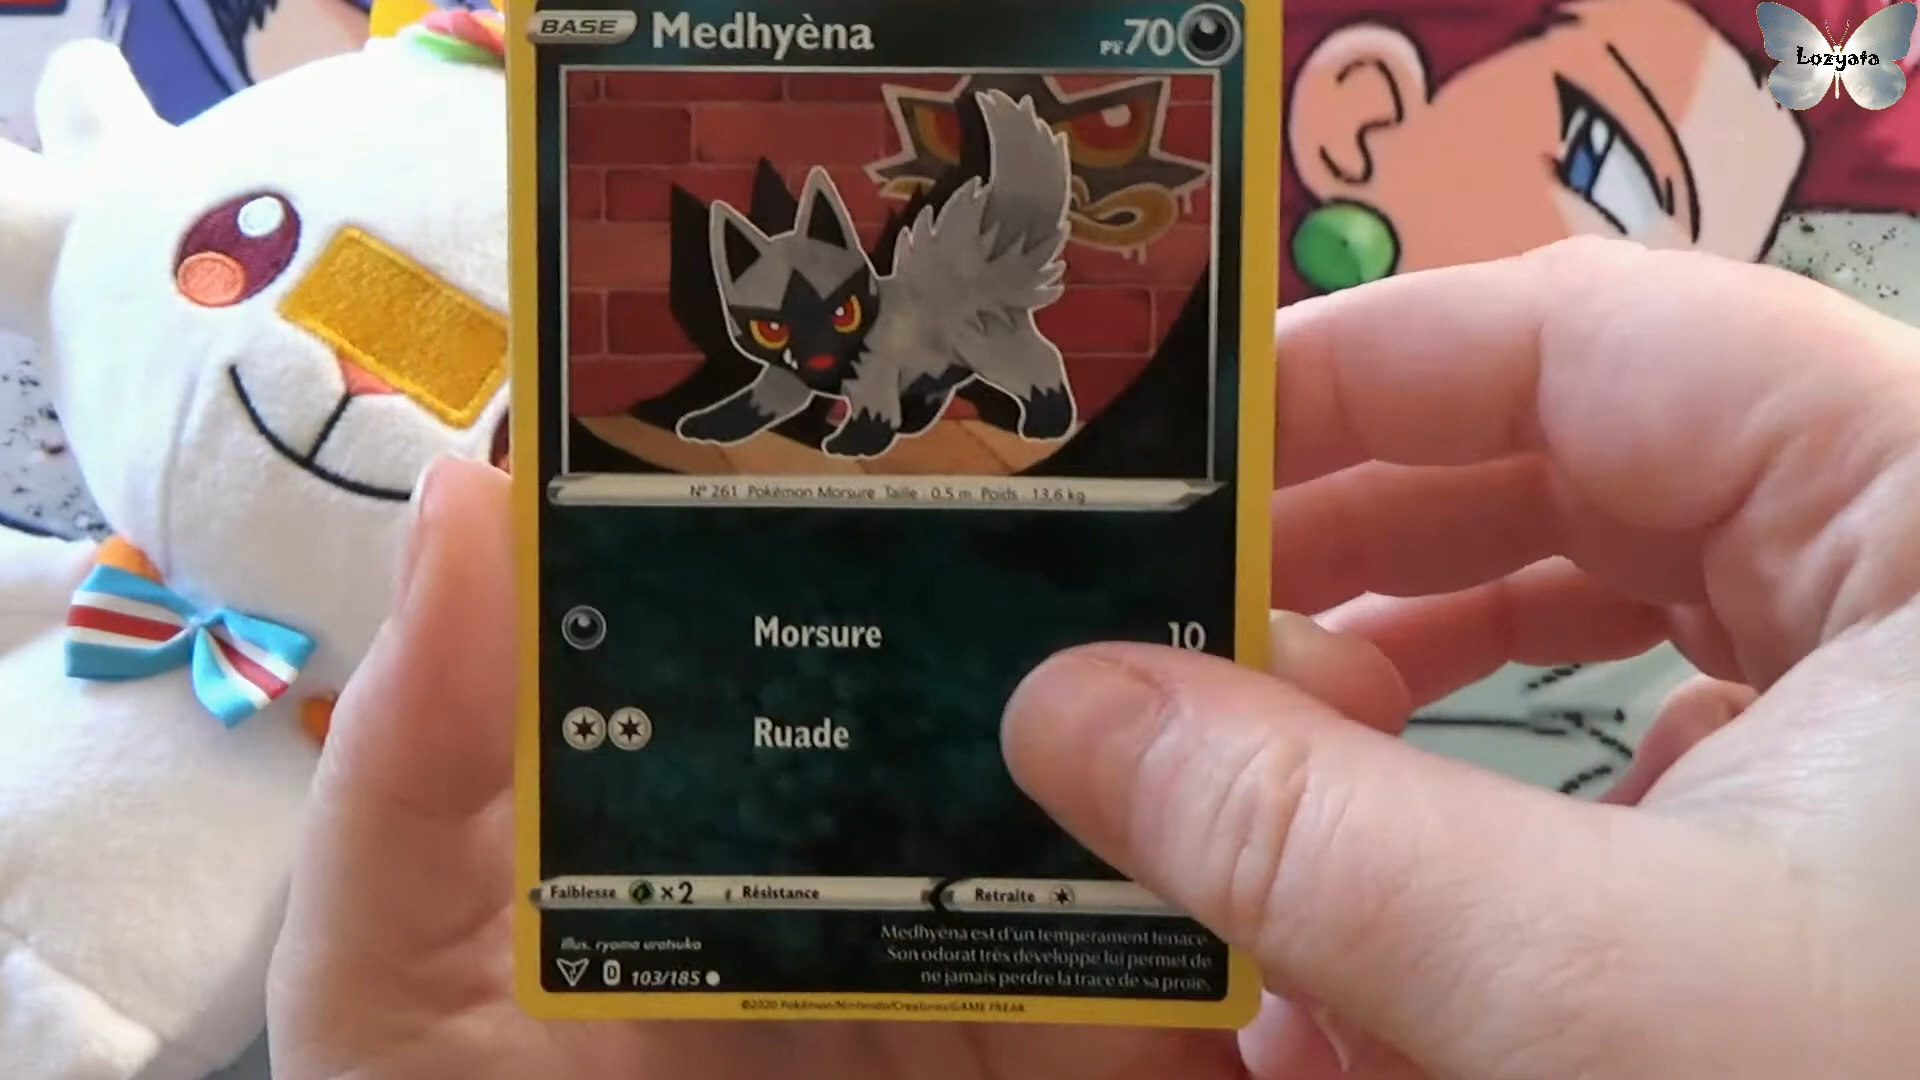 BASE Medhyèna PV70
Lozyata
N° 261 Pokémon Morsure Taille : 0,5 m Poids : 13,6 kg
Morsure 10
Ruade
Faiblesse ×2 Résistance Retraite
Medhyèna est d'un tempérament tenace.
Son odorat très développé lui permet de
ne jamais perdre la trace de sa proie.
illus. ryoma uratsuka
D 103/185
©2020 Pokémon/Nintendo/Creatures/GAME FREAK